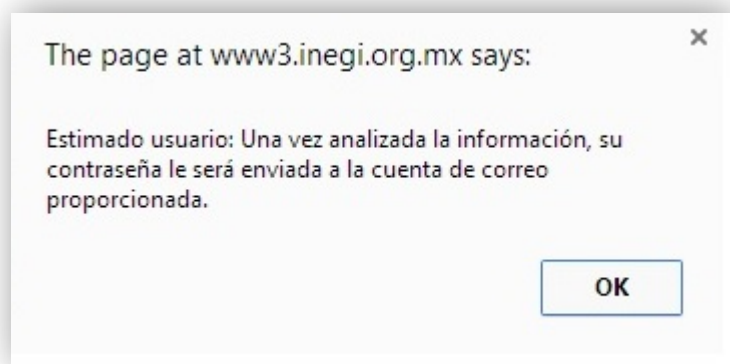 The page at www3.inegi.org.mx says:
Estimado usuario: Una vez analizada la información, su
contraseña le será enviada a la cuenta de correo
proporcionada.
OK